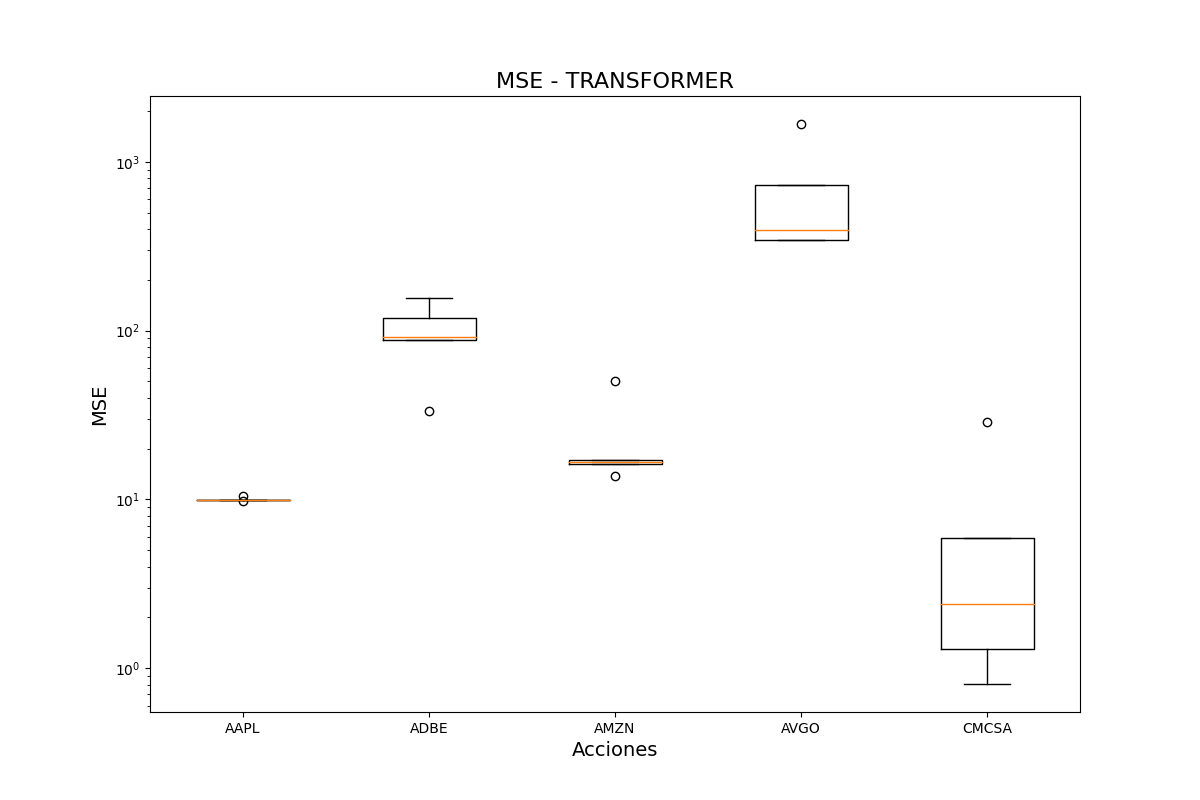 MSE - TRANSFORMER
MSE
10³
10²
10¹
10⁰
AAPL ADBE AMZN AVGO CMCSA
Acciones